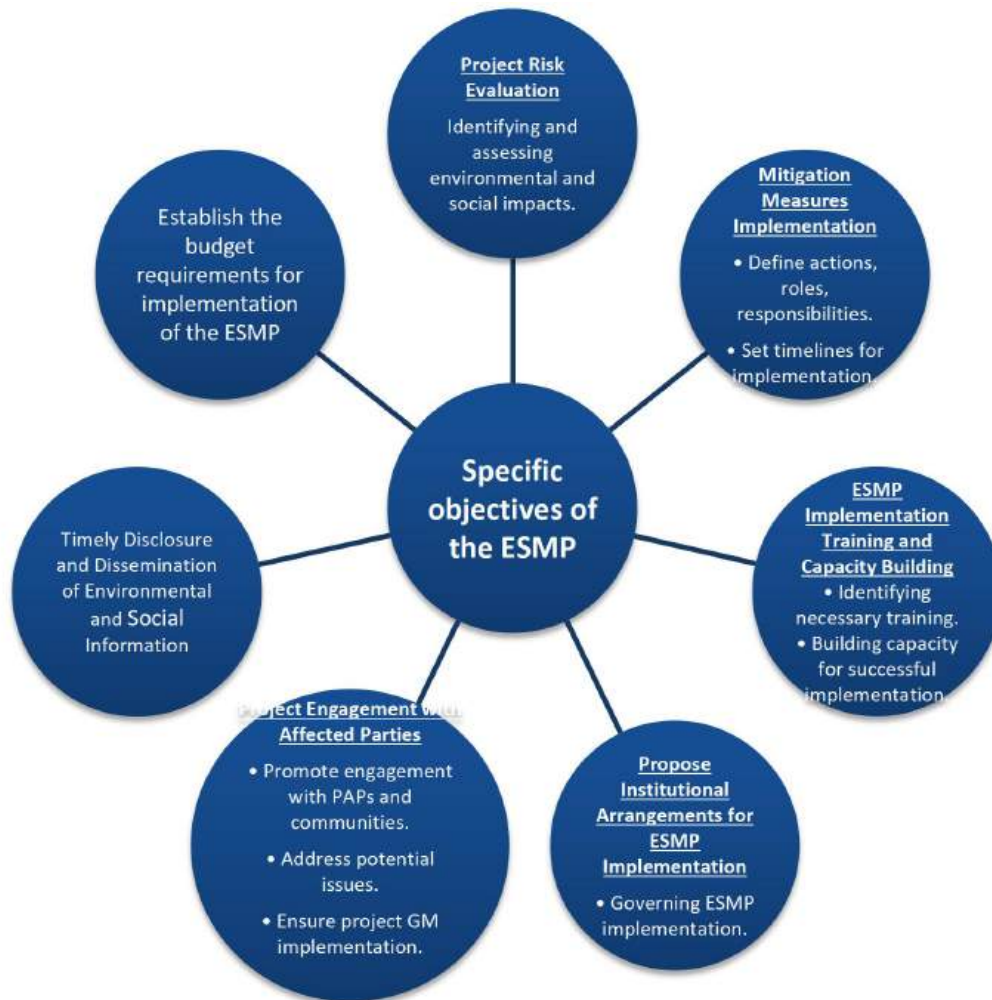 Project Risk
Evaluation
Identifying and
assessing
environmental and
social impacts.
Mitigation
Measures
Implementation
• Define actions,
roles,
responsibilities.
• Set timelines for
implementation.
ESMP
Implementation
Training and
Capacity Building
• Identifying
necessary training.
• Building capacity
for successful
implementation.
Propose
Institutional
Arrangements for
ESMP
Implementation
• Governing ESMP
implementation.
Project Engagement with
Affected Parties
• Promote engagement
with PAPs and
communities.
• Address potential
issues.
• Ensure project GM
implementation.
Timely Disclosure
and Dissemination
of Environmental
and Social
Information
Establish the
budget
requirements for
implementation
of the ESMP
Specific
objectives of
the ESMP